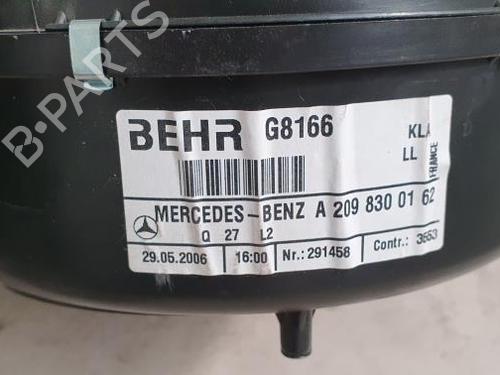 B-PARTS
BEHR G8166 KLA
LL FRANCE
MERCEDES-BENZ A 209 830 01 62
Q 27 L2
29.05.2006 16:00 Nr.: 291458 Contr.: 3653